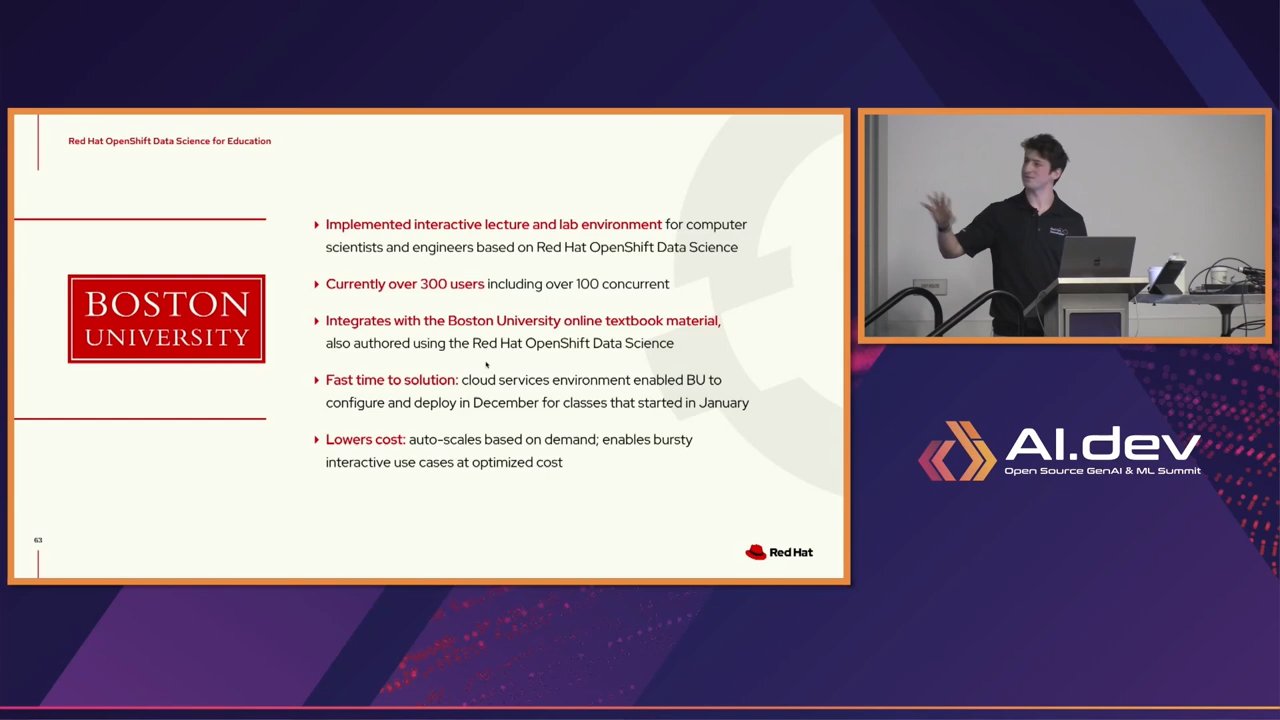 Red Hat OpenShift Data Science for Education
BOSTON
UNIVERSITY
Implemented interactive lecture and lab environment for computer
scientists and engineers based on Red Hat OpenShift Data Science
Currently over 300 users including over 100 concurrent
Integrates with the Boston University online textbook material,
also authored using the Red Hat OpenShift Data Science
Fast time to solution: cloud services environment enabled BU to
configure and deploy in December for classes that started in January
Lowers cost: auto-scales based on demand; enables bursty
interactive use cases at optimized cost
63
Red Hat
AI.dev
Open Source GenAI & ML Summit